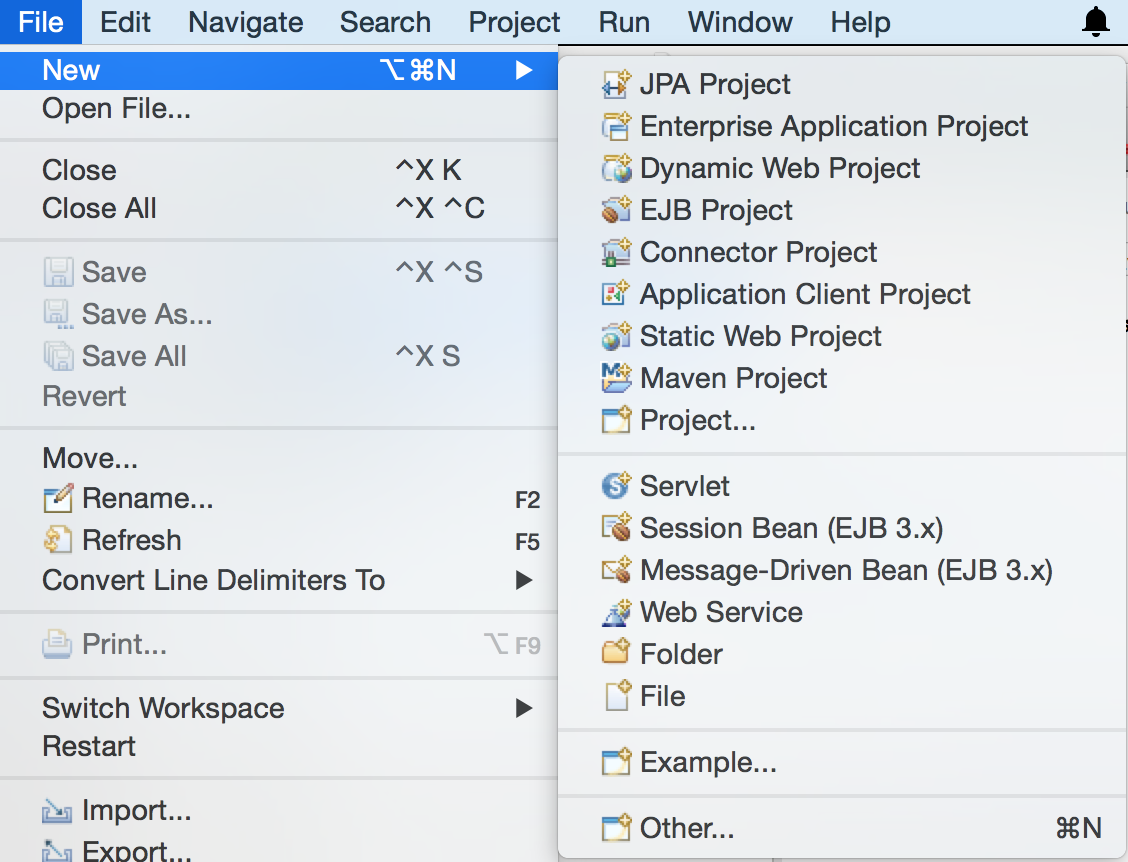 File Edit Navigate Search Project Run Window Help
New ⌥⌘N
Open File...
Close ^X K
Close All ^X ^C
Save ^X ^S
Save As...
Save All ^X S
Revert
Move...
Rename... F2
Refresh F5
Convert Line Delimiters To
Print... ⌥F9
Switch Workspace
Restart
Import...
Export...
JPA Project
Enterprise Application Project
Dynamic Web Project
EJB Project
Connector Project
Application Client Project
Static Web Project
Maven Project
Project...
Servlet
Session Bean (EJB 3.x)
Message-Driven Bean (EJB 3.x)
Web Service
Folder
File
Example...
Other... ⌘N